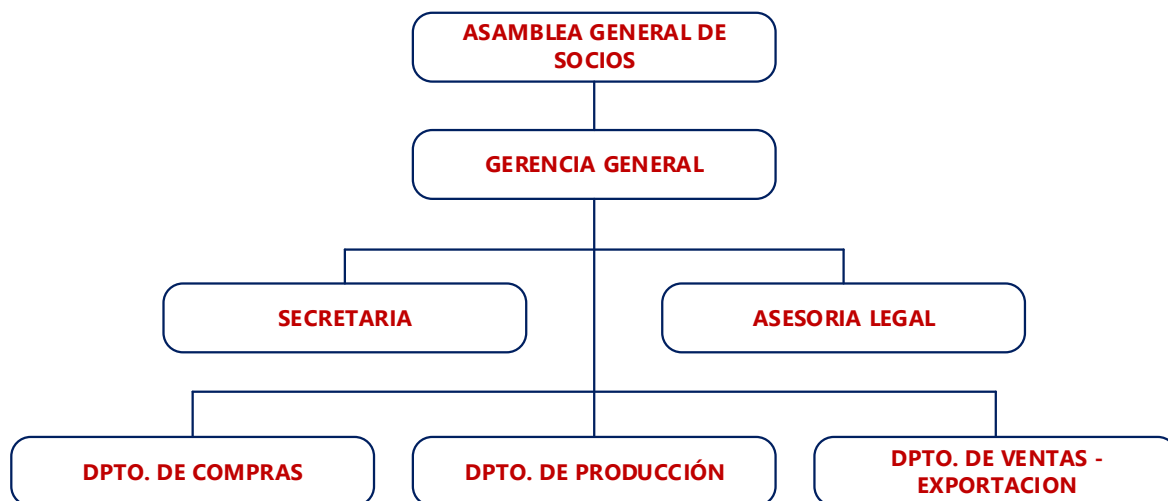 ASAMBLEA GENERAL DE
SOCIOS
GERENCIA GENERAL
SECRETARIA
ASESORIA LEGAL
DPTO. DE COMPRAS
DPTO. DE PRODUCCIÓN
DPTO. DE VENTAS -
EXPORTACION